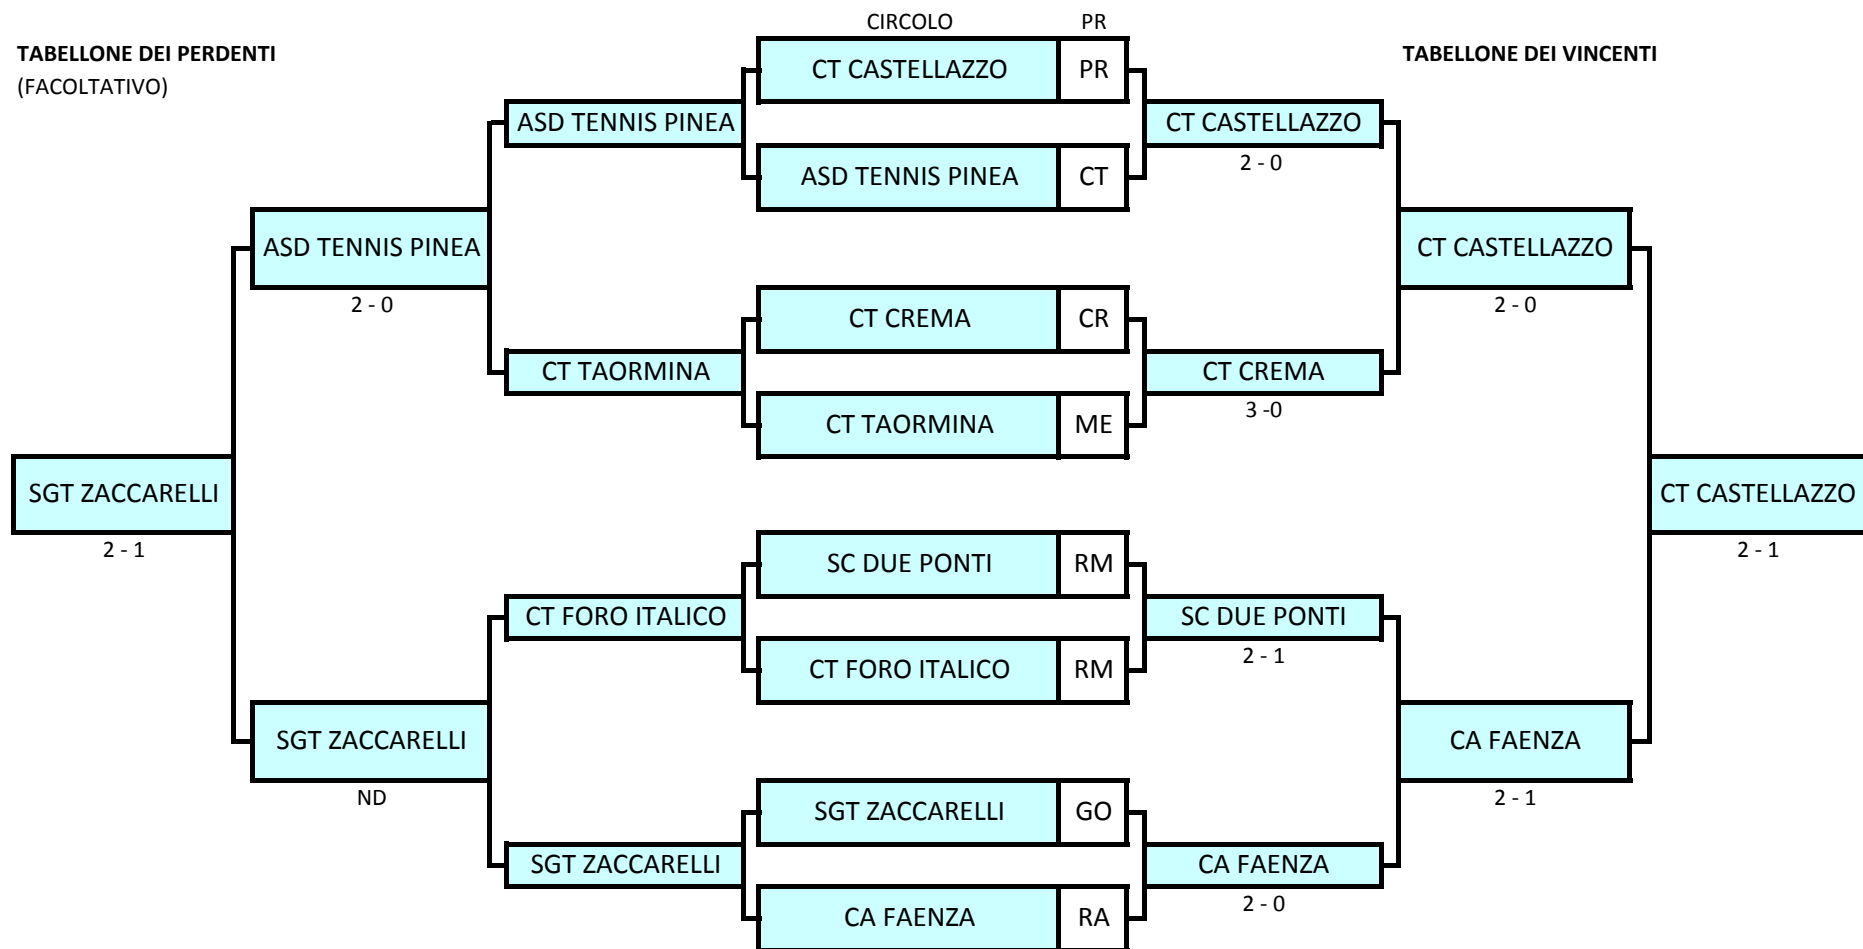 CIRCOLO PR
TABELLONE DEI PERDENTI
(FACOLTATIVO)
TABELLONE DEI VINCENTI
CT CASTELLAZZO PR
ASD TENNIS PINEA
CT CASTELLAZZO
2 - 0
ASD TENNIS PINEA CT
ASD TENNIS PINEA
2 - 0
CT CASTELLAZZO
2 - 0
CT CREMA CR
CT TAORMINA
CT CREMA
3 -0
CT TAORMINA ME
SGT ZACCARELLI
2 - 1
CT CASTELLAZZO
2 - 1
SC DUE PONTI RM
CT FORO ITALICO
SC DUE PONTI
2 - 1
CT FORO ITALICO RM
SGT ZACCARELLI
ND
CA FAENZA
2 - 1
SGT ZACCARELLI GO
SGT ZACCARELLI
CA FAENZA
2 - 0
CA FAENZA RA